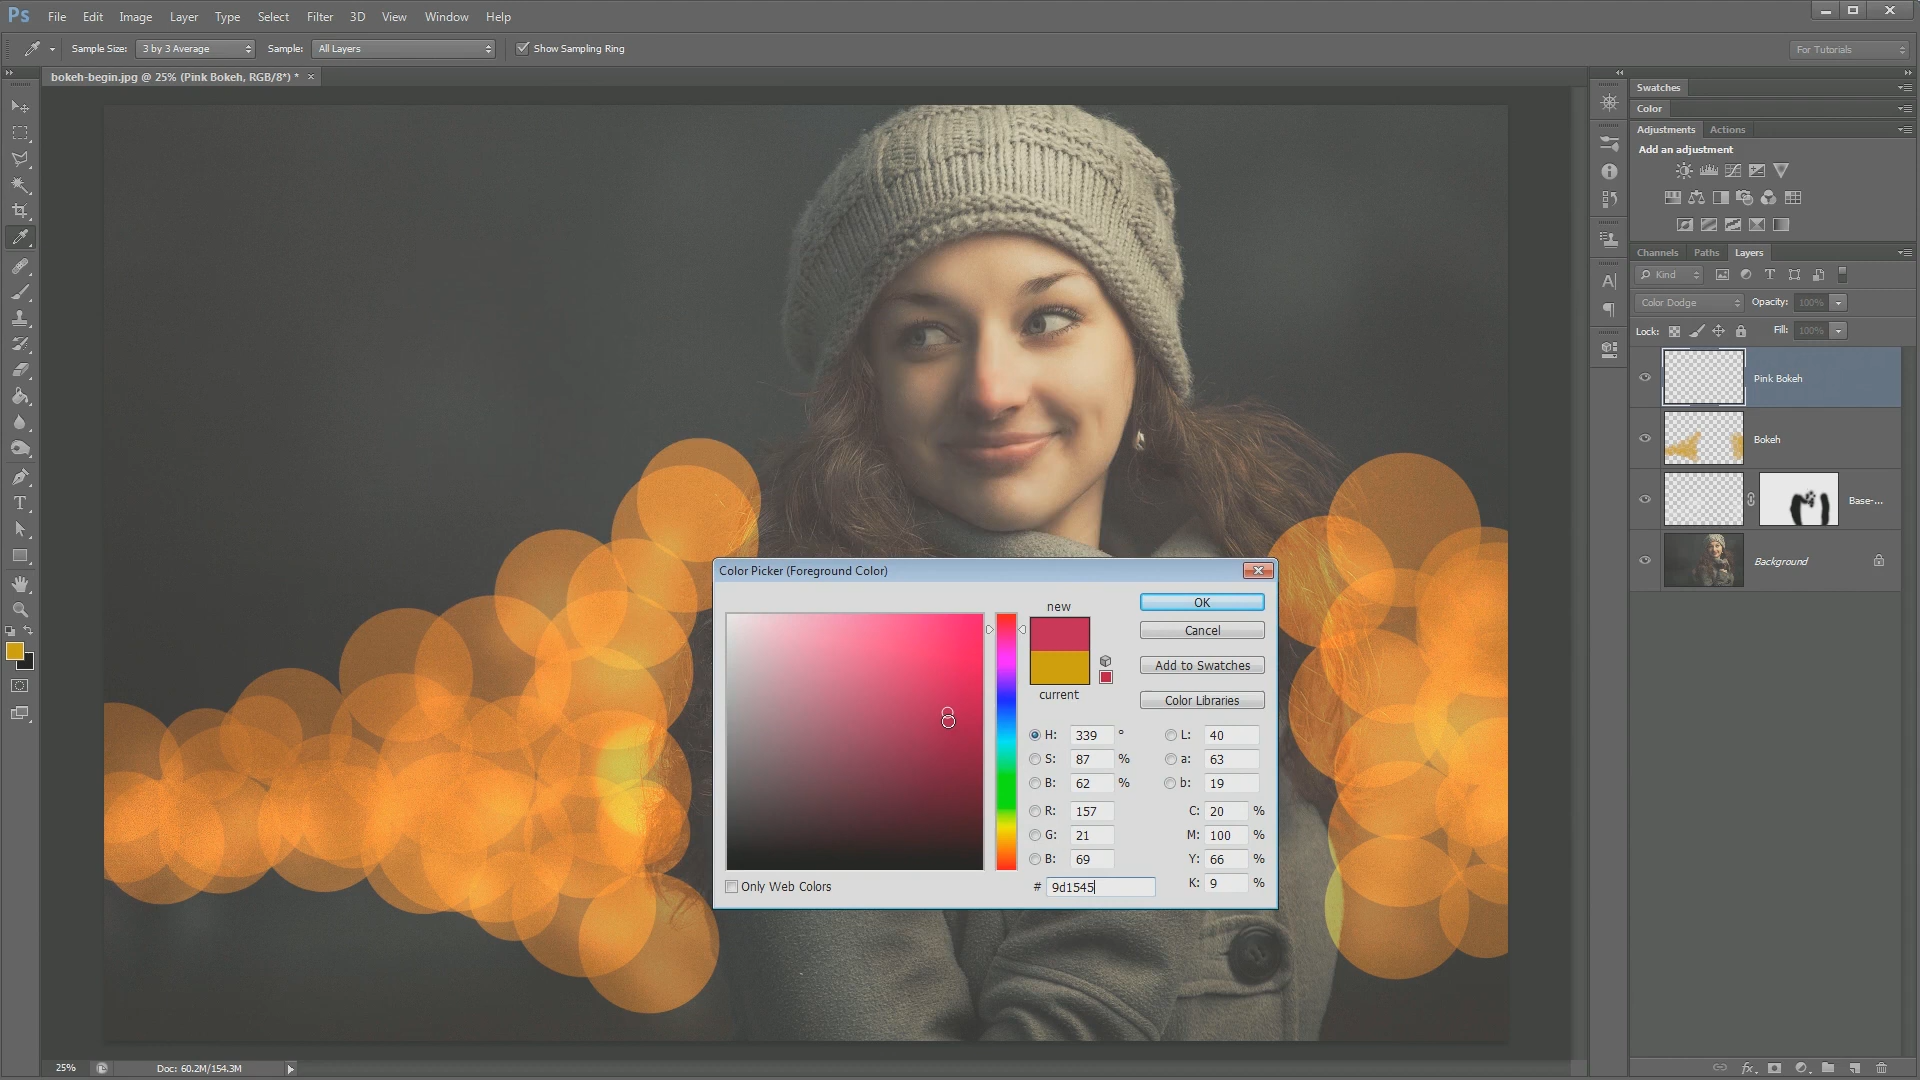 Ps File Edit Image Layer Type Select Filter 3D View Window Help
Sample Size: 3 by 3 Average Sample: All Layers Show Sampling Ring For Tutorials
bokeh-begin.jpg @ 25% (Pink Bokeh, RGB/8*) * ×
Swatches
Color
Adjustments Actions
Add an adjustment
Channels Paths Layers
Kind
Color Dodge Opacity: 100%
Lock: Fill: 100%
Pink Bokeh
Bokeh
Base-...
Background
Color Picker (Foreground Color)
new
current
OK
Cancel
Add to Swatches
Color Libraries
H: 339 ° L: 40
S: 87 % a: 63
B: 62 % b: 19
R: 157 C: 20 %
G: 21 M: 100 %
B: 69 Y: 66 %
# 9d1545 K: 9 %
Only Web Colors
25% Doc: 60.2M/154.3M
fx